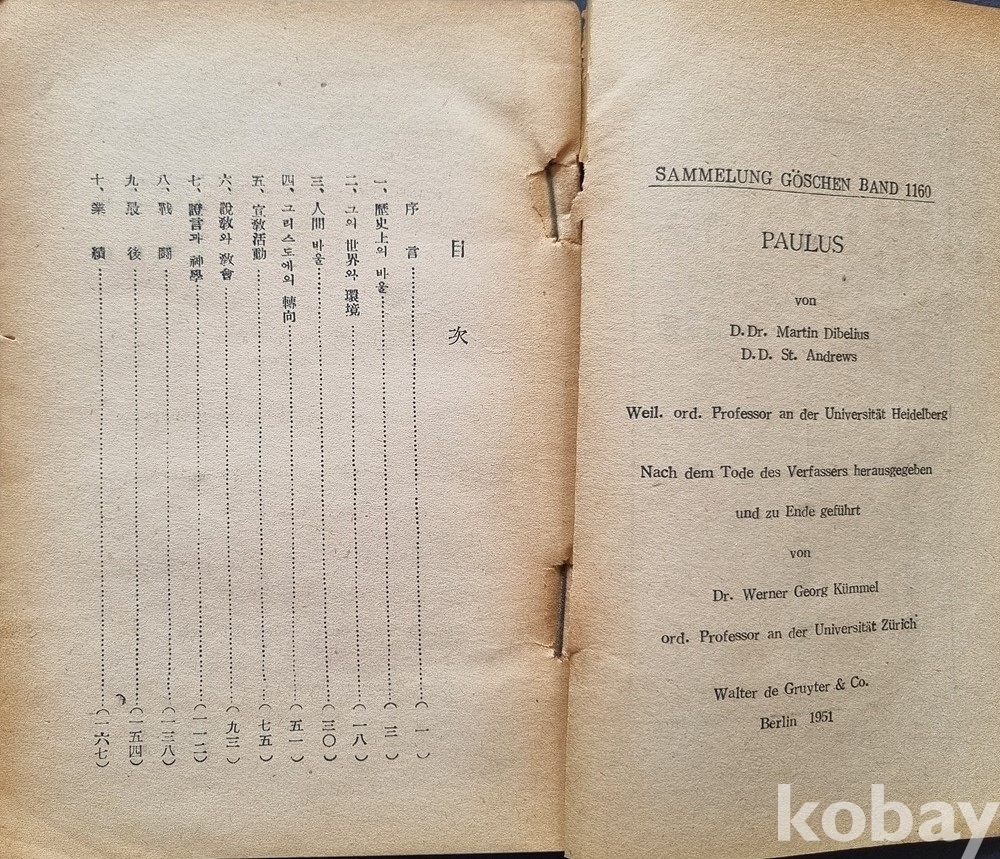 SAMMELUNG GÖSCHEN BAND 1160
PAULUS
von
D.Dr. Martin Dibelius
D.D. St. Andrews
Weil. ord. Professor an der Universität Heidelberg
Nach dem Tode des Verfassers herausgegeben
und zu Ende geführt
von
Dr. Werner Georg Kümmel
ord. Professor an der Universität Zürich
Walter de Gruyter & Co.
Berlin 1951
目次
序言……(一)
一、歷史上의 바울……(三)
二、그의 世界와 環境……(一八)
三、人間 바울……(三〇)
四、그리스도에의 轉向……(五一)
五、宣敎活動……(七五)
六、說敎와 敎會……(九三)
七、證言과 神學……(一一二)
八、戰鬪……(一三八)
九、最後……(一五四)
十、業績……(一六七)
kobay